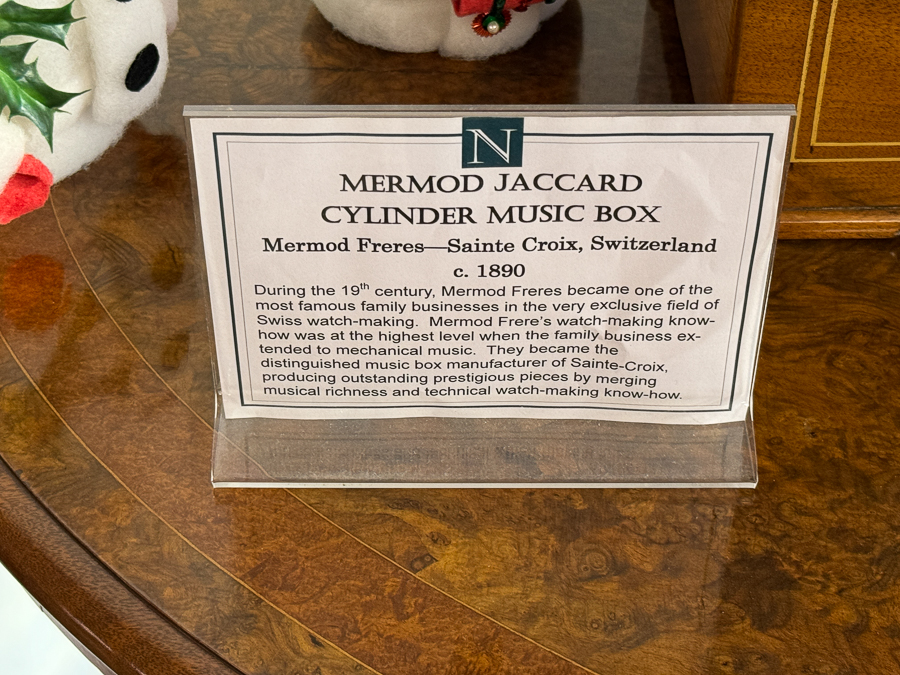 N
MERMOD JACCARD
CYLINDER MUSIC BOX
Mermod Freres—Sainte Croix, Switzerland
c. 1890
During the 19th century, Mermod Freres became one of the
most famous family businesses in the very exclusive field of
Swiss watch-making. Mermod Frere's watch-making know-
how was at the highest level when the family business ex-
tended to mechanical music. They became the
distinguished music box manufacturer of Sainte-Croix,
producing outstanding prestigious pieces by merging
musical richness and technical watch-making know-how.